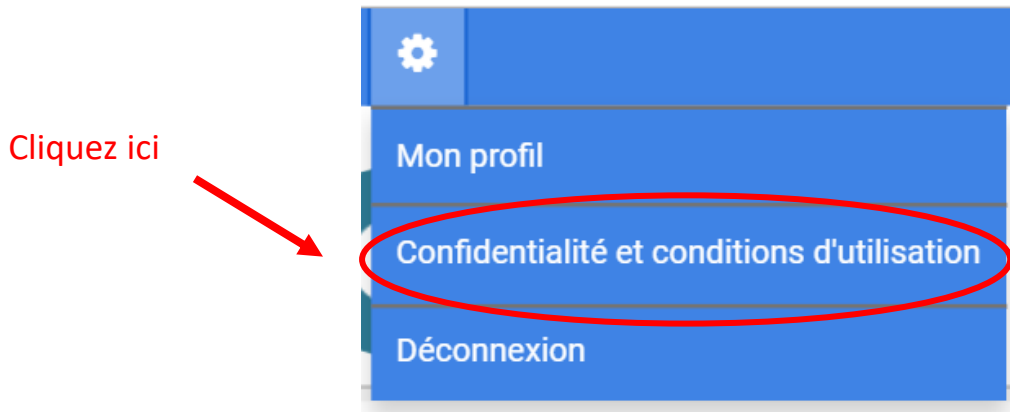 Cliquez ici
Mon profil
Confidentialité et conditions d'utilisation
Déconnexion